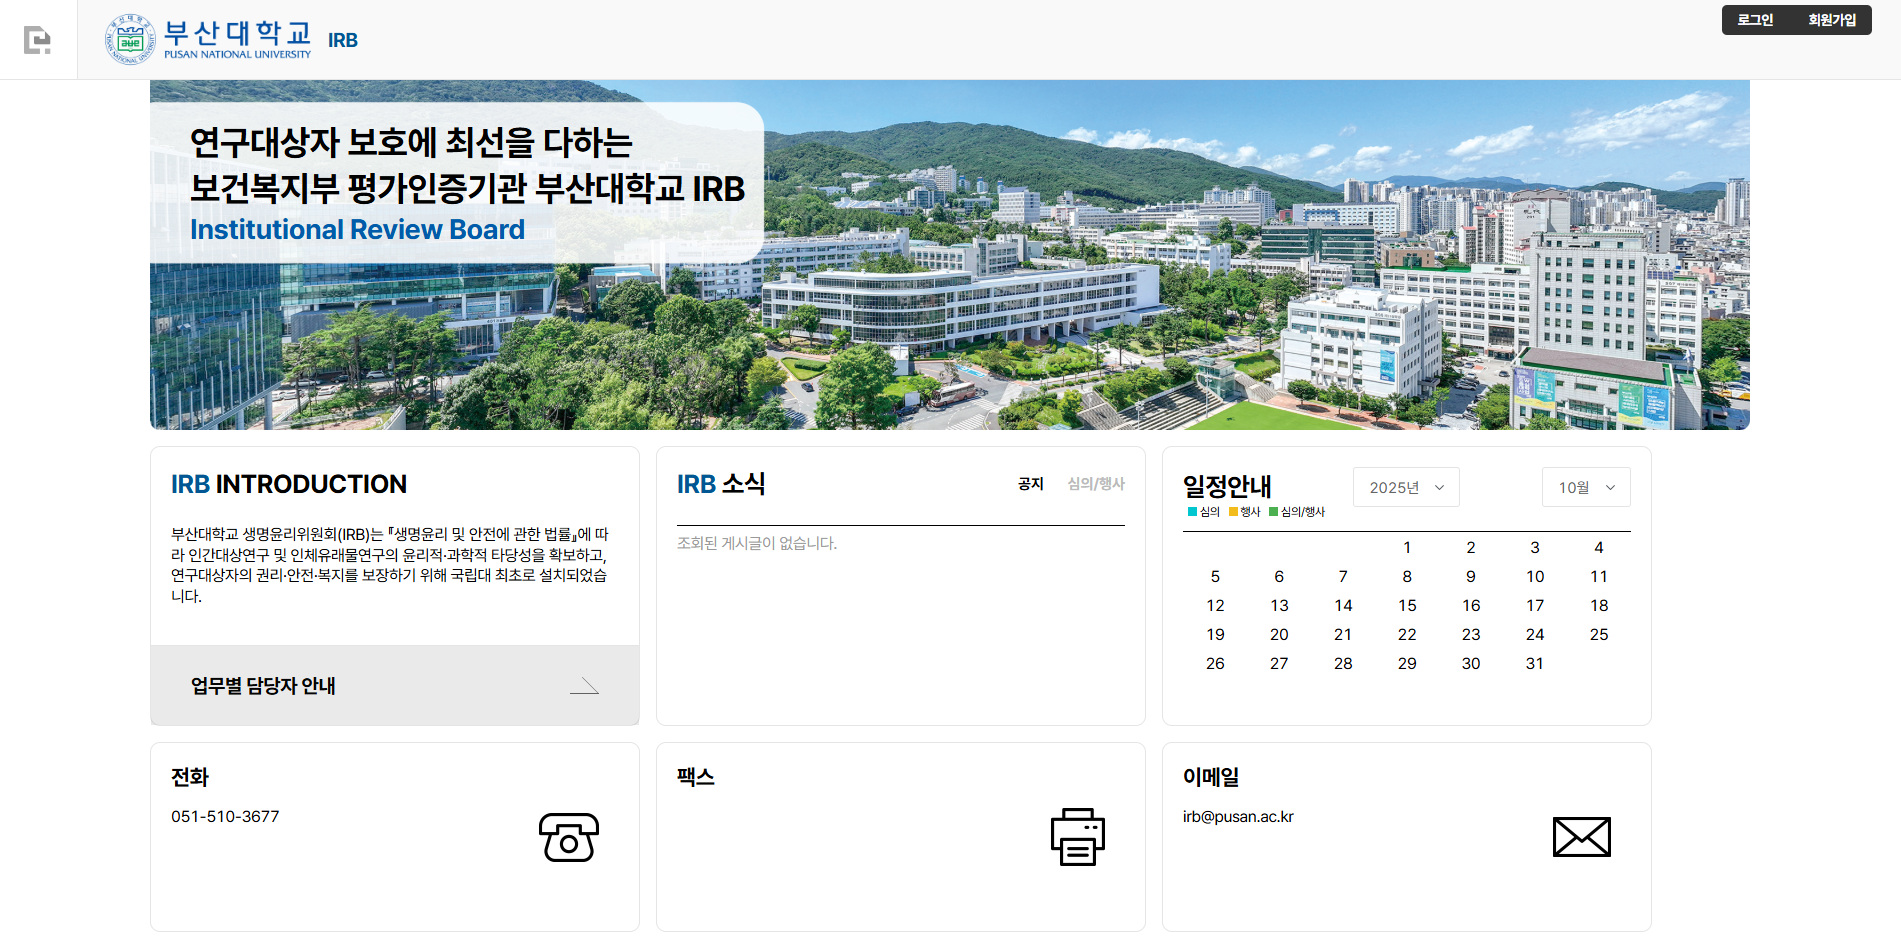 부산대학교
PUSAN NATIONAL UNIVERSITY
IRB
로그인 회원가입
연구대상자 보호에 최선을 다하는
보건복지부 평가인증기관 부산대학교 IRB
Institutional Review Board
IRB INTRODUCTION
부산대학교 생명윤리위원회(IRB)는 『생명윤리 및 안전에 관한 법률』에 따
라 인간대상연구 및 인체유래물연구의 윤리적·과학적 타당성을 확보하고,
연구대상자의 권리·안전·복지를 보장하기 위해 국립대 최초로 설치되었습
니다.
업무별 담당자 안내
IRB 소식
공지 심의/행사
조회된 게시글이 없습니다.
일정안내
2025년
10월
심의 행사 심의/행사
1 2 3 4
5 6 7 8 9 10 11
12 13 14 15 16 17 18
19 20 21 22 23 24 25
26 27 28 29 30 31
전화
051-510-3677
팩스
이메일
irb@pusan.ac.kr